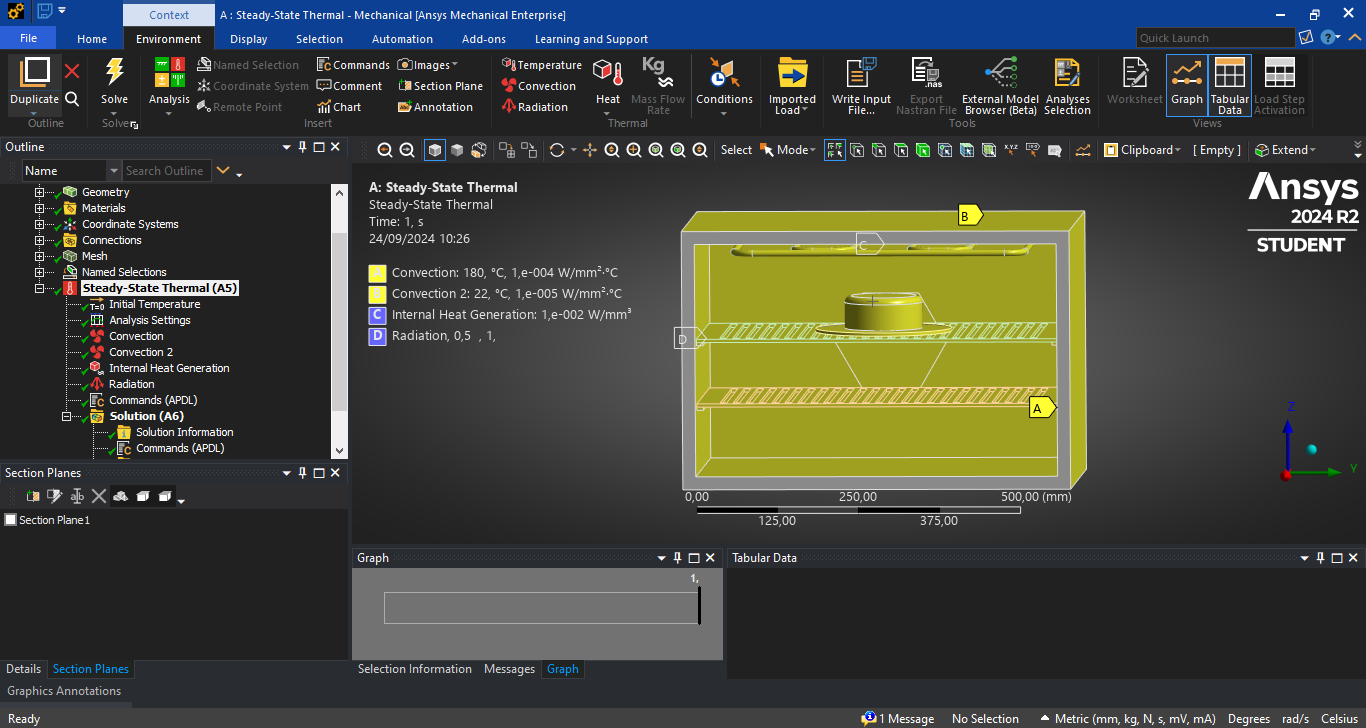 Context
A : Steady-State Thermal - Mechanical [Ansys Mechanical Enterprise]
File Home Environment Display Selection Automation Add-ons Learning and Support
Quick Launch
Duplicate
Outline
Solve
Solve
Analysis
Named Selection
Coordinate System
Remote Point
Commands
Comment
Chart
Images
Section Plane
Annotation
Insert
Temperature
Convection
Radiation
Heat
Mass Flow
Rate
Thermal
Conditions
Imported
Load
Write Input
File...
Export
Nastran File
External Model
Browser (Beta)
Analyses
Selection
Tools
Worksheet
Graph
Tabular
Data
Load Step
Activation
Views
Outline
Name Search Outline
Select Mode Clipboard [ Empty ] Extend
Geometry
Materials
Coordinate Systems
Connections
Mesh
Named Selections
Steady-State Thermal (A5)
Initial Temperature
Analysis Settings
Convection
Convection 2
Internal Heat Generation
Radiation
Commands (APDL)
Solution (A6)
Solution Information
Commands (APDL)
Section Planes
Section Plane1
Details Section Planes
Graphics Annotations
A: Steady-State Thermal
Steady-State Thermal
Time: 1, s
24/09/2024 10:26
Convection: 180, °C, 1,e-004 W/mm²·°C
Convection 2: 22, °C, 1,e-005 W/mm²·°C
C Internal Heat Generation: 1,e-002 W/mm³
D Radiation, 0,5 , 1,
Ansys
2024 R2
STUDENT
B
C
D
A
Z
Y
0,00 250,00 500,00 (mm)
125,00 375,00
Graph
1,
Selection Information Messages Graph
Tabular Data
Ready
1 Message No Selection Metric (mm, kg, N, s, mV, mA) Degrees rad/s Celsius